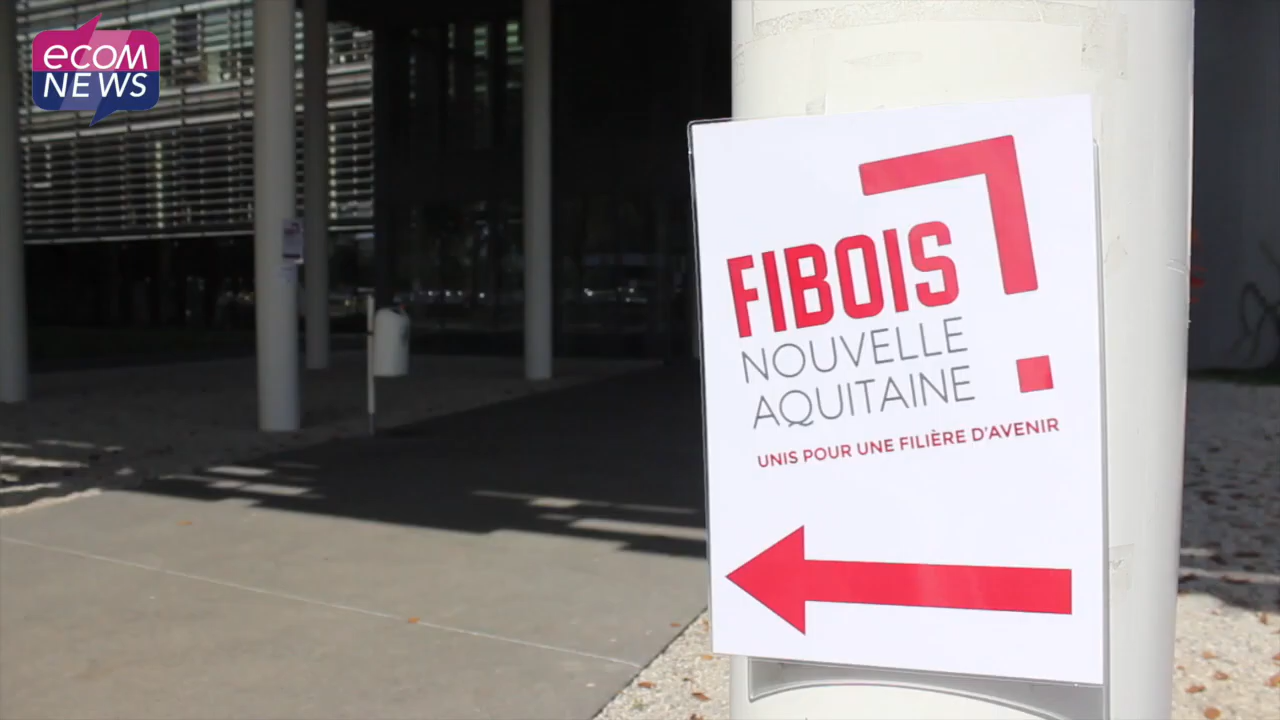 ecom
NEWS
FIBOIS
NOUVELLE
AQUITAINE
UNIS POUR UNE FILIÈRE D'AVENIR